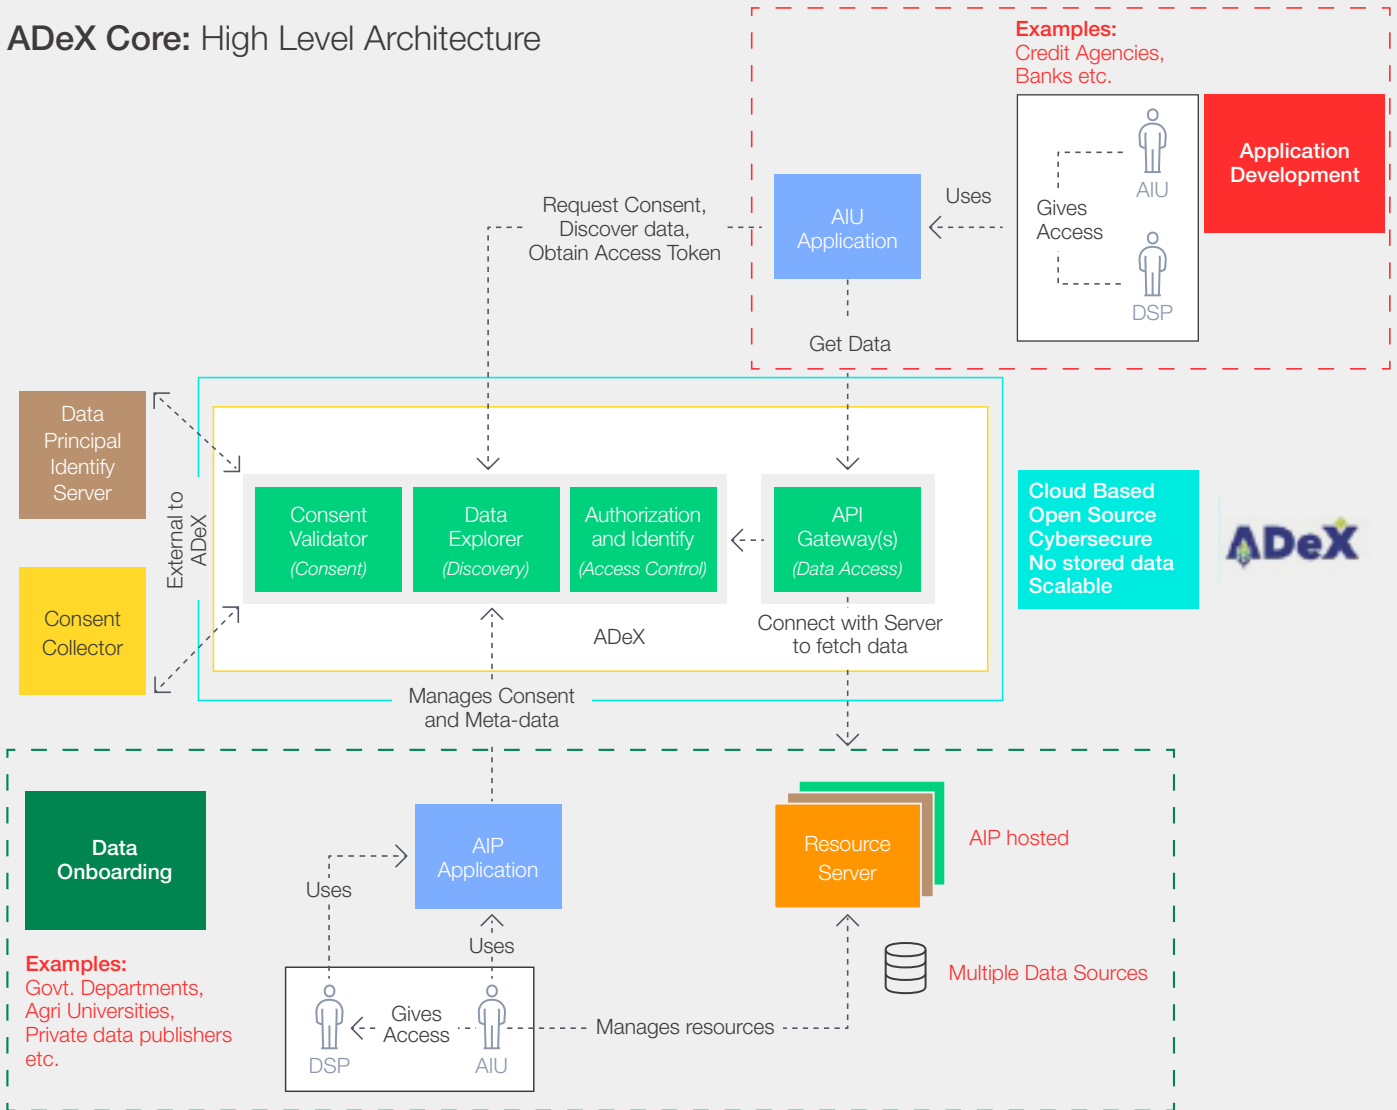 ADeX Core: High Level Architecture
Examples:
Credit Agencies,
Banks etc.
Application
Development
AIU
Gives
Access
DSP
Uses
AIU
Application
Request Consent,
Discover data,
Obtain Access Token
Get Data
Data
Principal
Identify
Server
External to
ADeX
Consent
Collector
Consent
Validator
(Consent)
Data
Explorer
(Discovery)
Authorization
and Identify
(Access Control)
API
Gateway(s)
(Data Access)
ADeX
Connect with Server
to fetch data
Cloud Based
Open Source
Cybersecure
No stored data
Scalable
ADeX
Manages Consent
and Meta-data
Data
Onboarding
Examples:
Govt. Departments,
Agri Universities,
Private data publishers
etc.
Uses
AIP
Application
Uses
DSP
Gives
Access
AIU
Manages resources
Resource
Server
AIP hosted
Multiple Data Sources